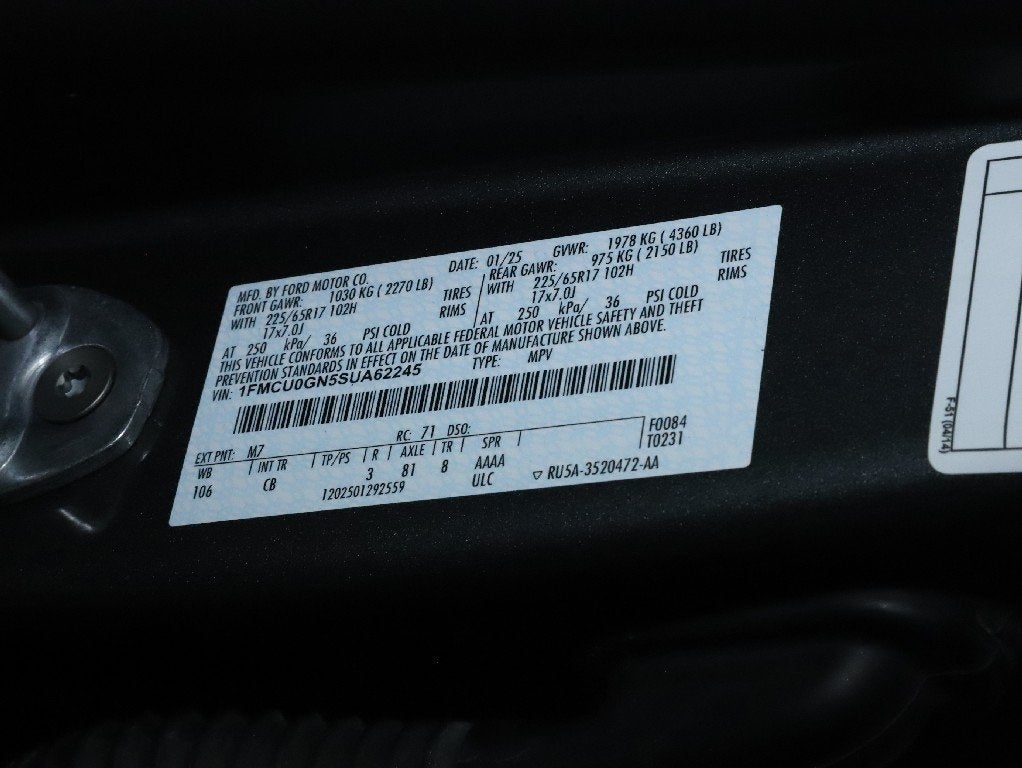 MFD. BY FORD MOTOR CO. DATE: 01/25 GVWR: 1978 KG ( 4360 LB)
FRONT GAWR: 1030 KG ( 2270 LB) REAR GAWR: 975 KG ( 2150 LB)
WITH 225/65R17 102H TIRES WITH 225/65R17 102H TIRES
17x7.0J RIMS 17x7.0J RIMS
AT 250 kPa/ 36 PSI COLD AT 250 kPa/ 36 PSI COLD
THIS VEHICLE CONFORMS TO ALL APPLICABLE FEDERAL MOTOR VEHICLE SAFETY AND THEFT
PREVENTION STANDARDS IN EFFECT ON THE DATE OF MANUFACTURE SHOWN ABOVE.
VIN: 1FMCU0GN5SUA62245 TYPE: MPV
EXT PNT: M7 RC: 71 DSO: F0084
WB INT TR TP/PS R AXLE TR SPR T0231
106 CB 3 81 8 AAAA
1202501292559 ULC ▽ RU5A-3520472-AA
F-51 (04/14)